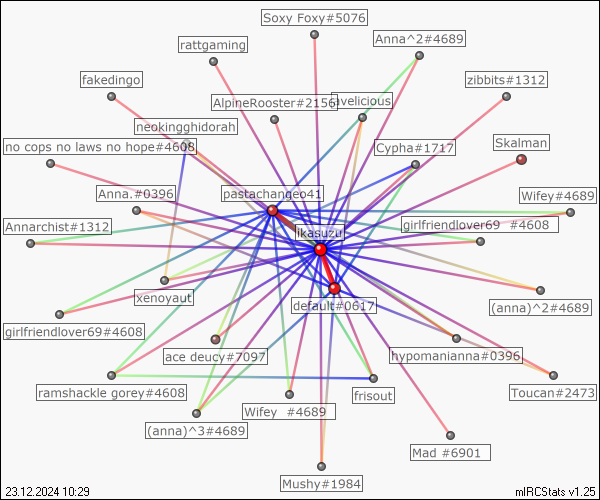 Soxy Foxy#5076
Anna^2#4689
rattgaming
zibbits#1312
fakedingo
AlpineRooster#2156
avelicious
neokingghidorah
no cops no laws no hope#4608
Cypha#1717
Skalman
Anna.#0396
pastachangeo41
Wifey#4689
Annarchist#1312
ikasuzu
girlfriendlover69 #4608
xenoyaut
default#0617
(anna)^2#4689
girlfriendlover69#4608
ace deucy#7097
hypomanianna#0396
ramshackle gorey#4608
frisout
Toucan#2473
Wifey #4689
(anna)^3#4689
Mad #6901
Mushy#1984
23.12.2024 10:29
mIRCStats v1.25